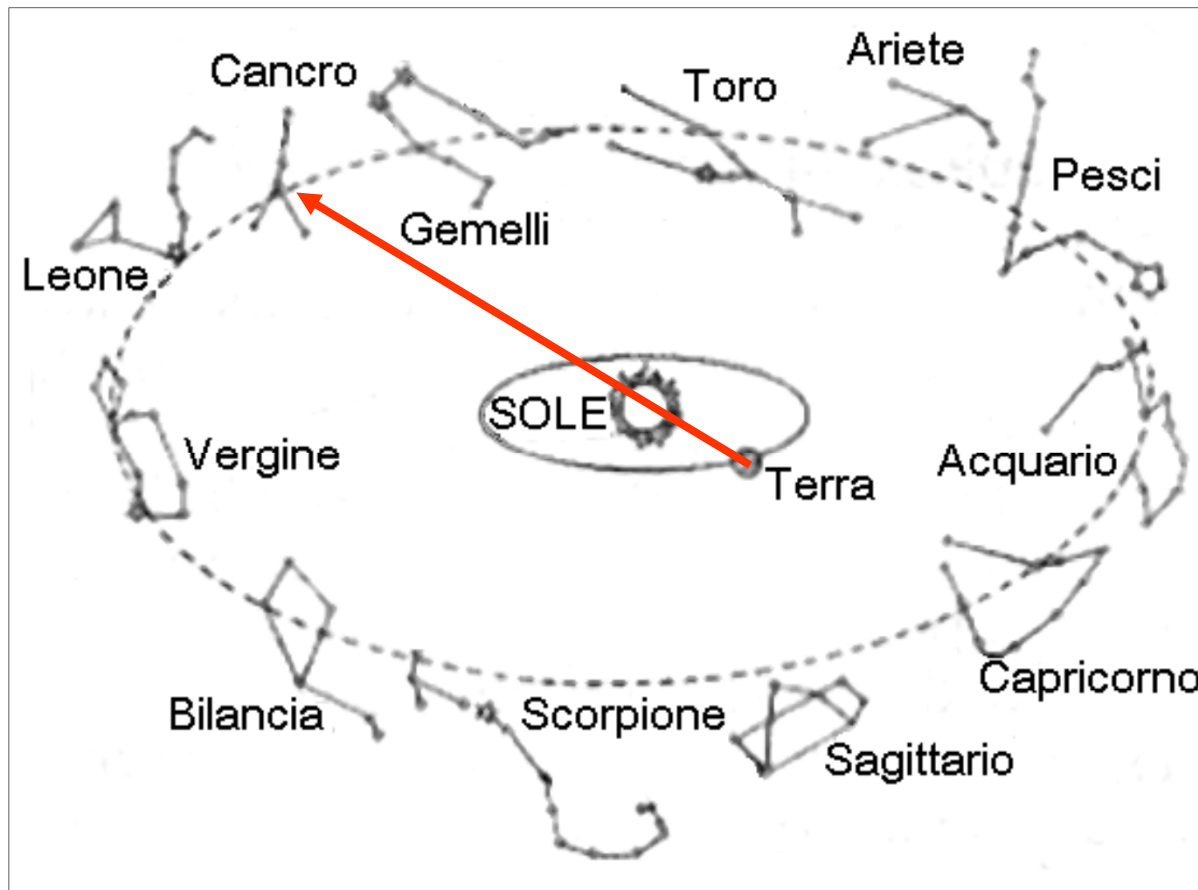 Ariete
Cancro
Toro
Pesci
Gemelli
Leone
SOLE
Vergine
Acquario
Terra
Capricorno
Bilancia
Scorpione
Sagittario